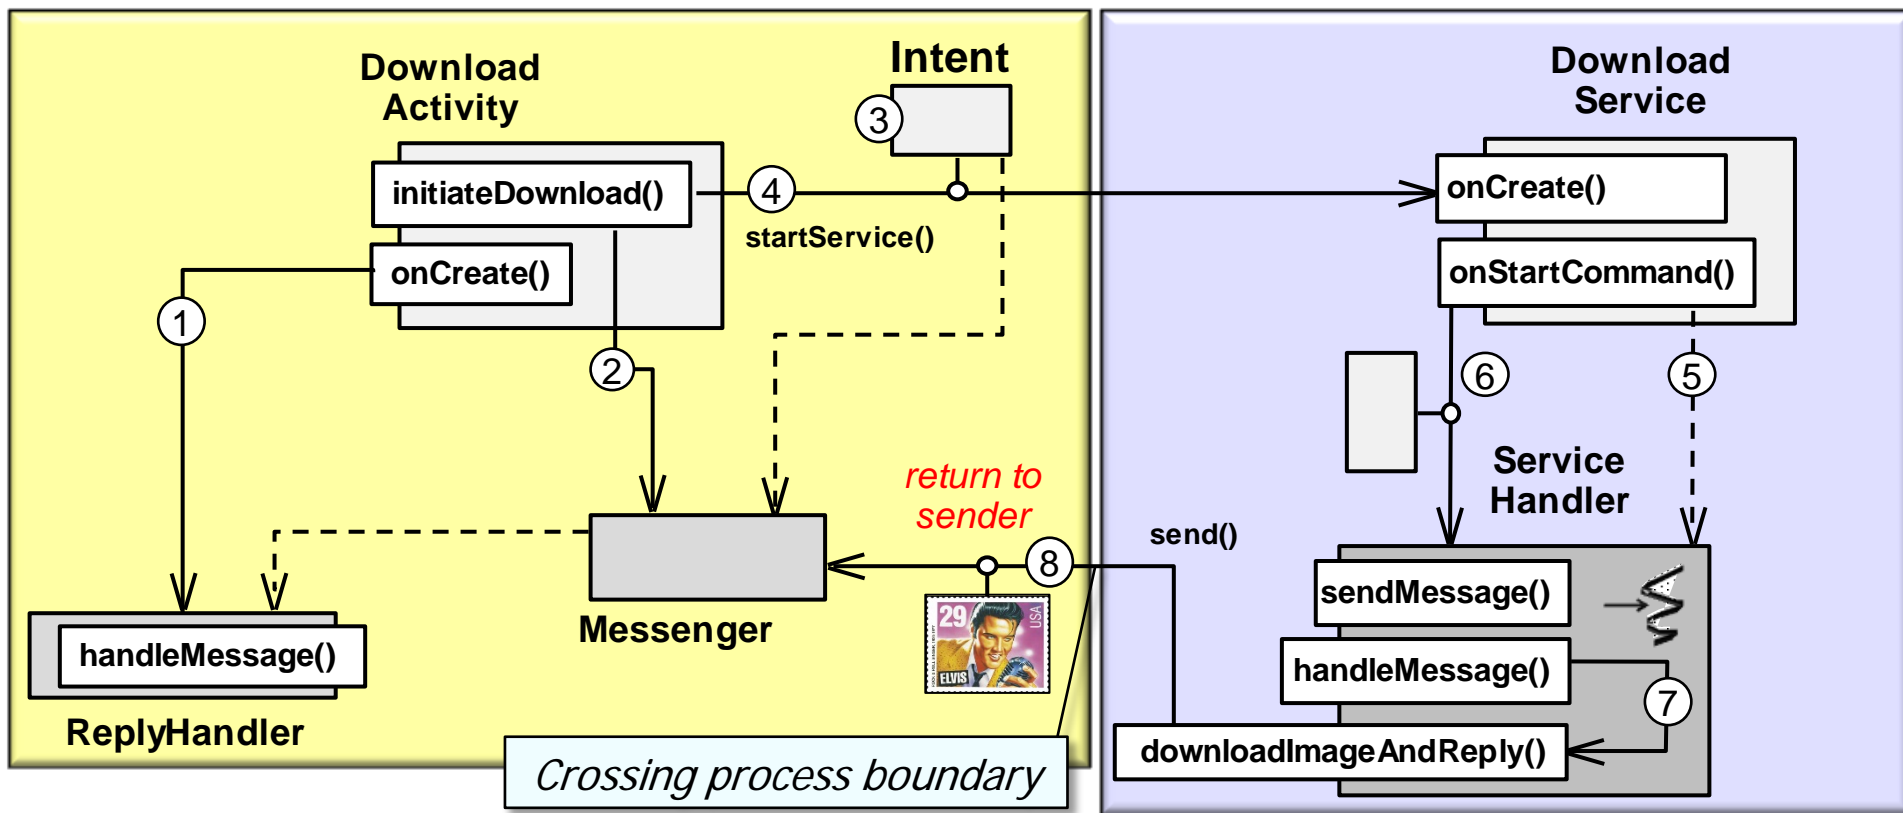 Download
Activity
Intent
3
initiateDownload()
4
startService()
onCreate()
1
2
return to
sender
8
send()
Messenger
29
USA
ELVIS
handleMessage()
ReplyHandler
Crossing process boundary
Download
Service
onCreate()
onStartCommand()
6
5
Service
Handler
sendMessage()
handleMessage()
7
downloadImageAndReply()